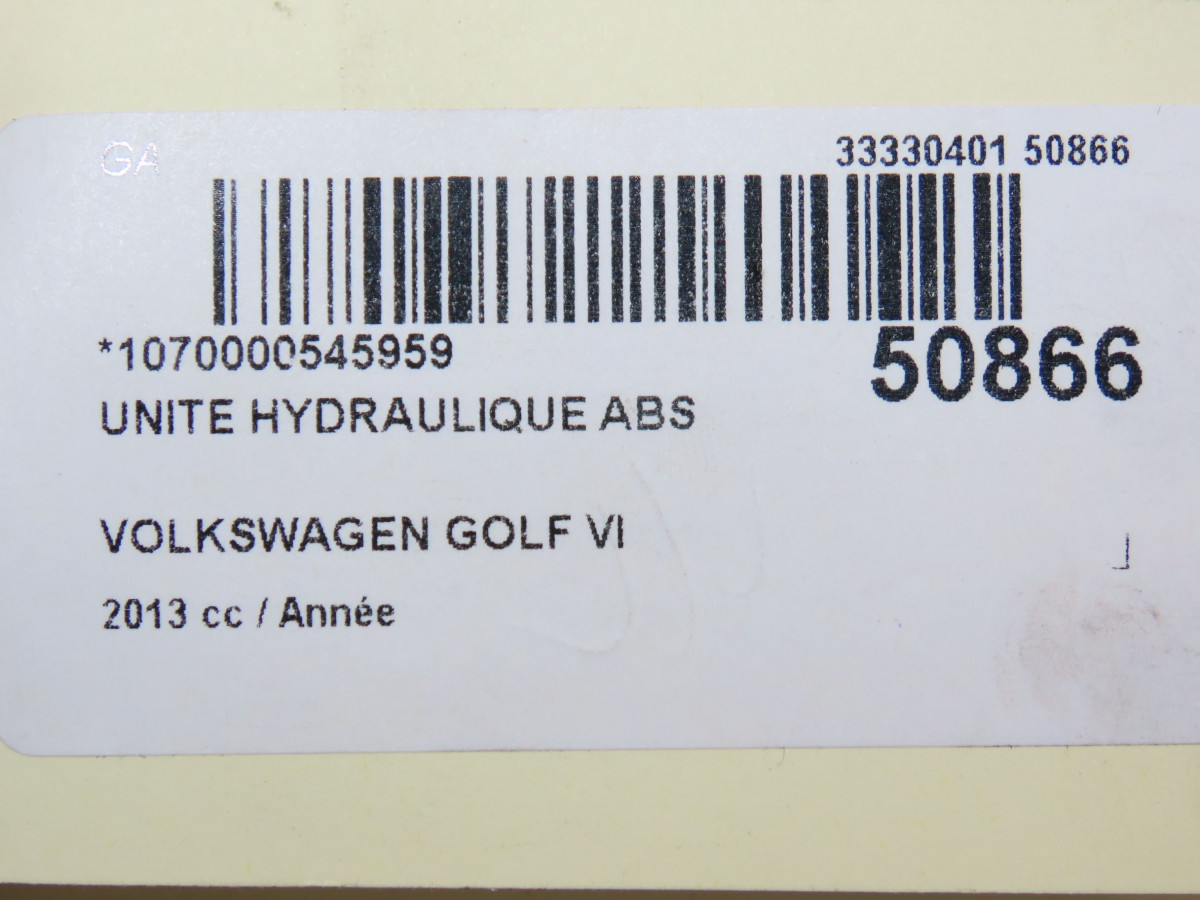 GA
33330401 50866
*1070000545959
50866
UNITE HYDRAULIQUE ABS
VOLKSWAGEN GOLF VI
2013 cc / Année